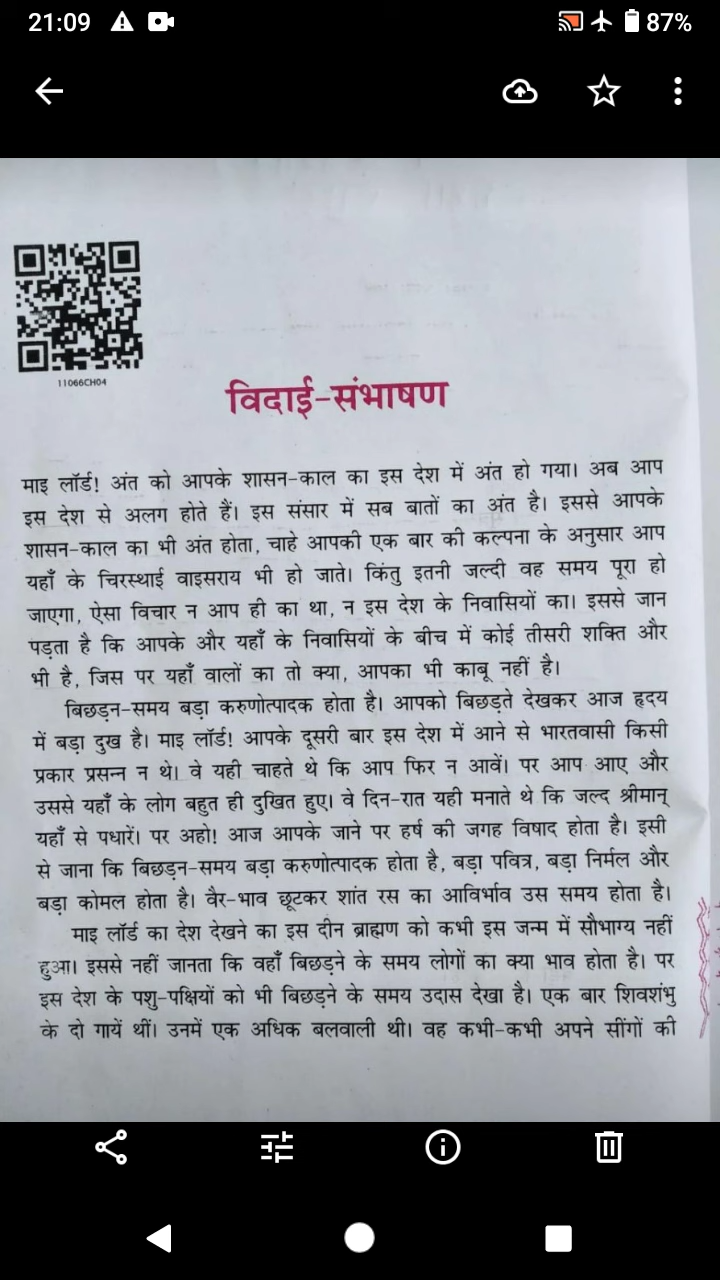 21:09
87%
11066CH04
विदाई-संभाषण
माइ लॉर्ड! अंत को आपके शासन-काल का इस देश में अंत हो गया। अब आप
इस देश से अलग होते हैं। इस संसार में सब बातों का अंत है। इससे आपके
शासन-काल का भी अंत होता, चाहे आपकी एक बार की कल्पना के अनुसार आप
यहाँ के चिरस्थाई वाइसराय भी हो जाते। किंतु इतनी जल्दी वह समय पूरा हो
जाएगा, ऐसा विचार न आप ही का था, न इस देश के निवासियों का। इससे जान
पड़ता है कि आपके और यहाँ के निवासियों के बीच में कोई तीसरी शक्ति और
भी है, जिस पर यहाँ वालों का तो क्या, आपका भी काबू नहीं है।
बिछड़न-समय बड़ा करुणोत्पादक होता है। आपको बिछड़ते देखकर आज हृदय
में बड़ा दुख है। माइ लॉर्ड! आपके दूसरी बार इस देश में आने से भारतवासी किसी
प्रकार प्रसन्न न थे। वे यही चाहते थे कि आप फिर न आवें। पर आप आए और
उससे यहाँ के लोग बहुत ही दुखित हुए। वे दिन-रात यही मनाते थे कि जल्द श्रीमान्
यहाँ से पधारें। पर अहो! आज आपके जाने पर हर्ष की जगह विषाद होता है। इसी
से जाना कि बिछड़न-समय बड़ा करुणोत्पादक होता है, बड़ा पवित्र, बड़ा निर्मल और
बड़ा कोमल होता है। वैर-भाव छूटकर शांत रस का आविर्भाव उस समय होता है।
माइ लॉर्ड का देश देखने का इस दीन ब्राह्मण को कभी इस जन्म में सौभाग्य नहीं
हुआ। इससे नहीं जानता कि वहाँ बिछड़ने के समय लोगों का क्या भाव होता है। पर
इस देश के पशु-पक्षियों को भी बिछड़ने के समय उदास देखा है। एक बार शिवशंभु
के दो गायें थीं। उनमें एक अधिक बलवाली थी। वह कभी-कभी अपने सींगों की